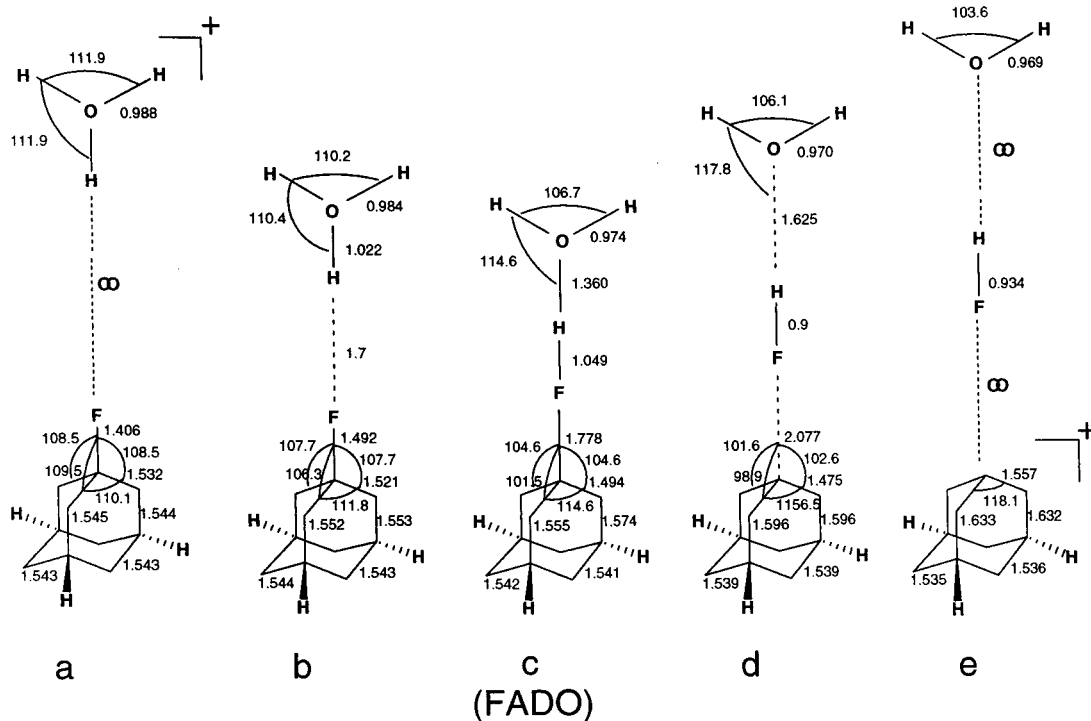 +
111.9
H H
O
0.988
111.9
H
∞
F
108.5 1.406
108.5
109.5 1.532
110.1
1.545 1.544
H
1.543 1.543
H
a
110.2
H H
O
0.984
110.4
1.022
H
1.7
F
107.7 1.492
107.7
106.3 1.521
111.8
H
1.552 1.553
H
1.544 1.543
H
b
106.7
H H
O
0.974
114.6
1.360
H
1.049
F
1.778
104.6 104.6
101.5 1.494
114.6
H
1.555 1.574
H
1.542 1.541
H
c
(FADO)
106.1
H H
O
0.970
117.8
1.625
H
0.9
F
101.6 2.077
102.6
98.9 1.475
1156.5
H
1.596 1.596
H
1.539 1.539
H
d
103.6
H H
O
0.969
∞
H
0.934
F
∞
+
1.557
118.1
1.633 1.632
H H
1.535 1.536
H
e